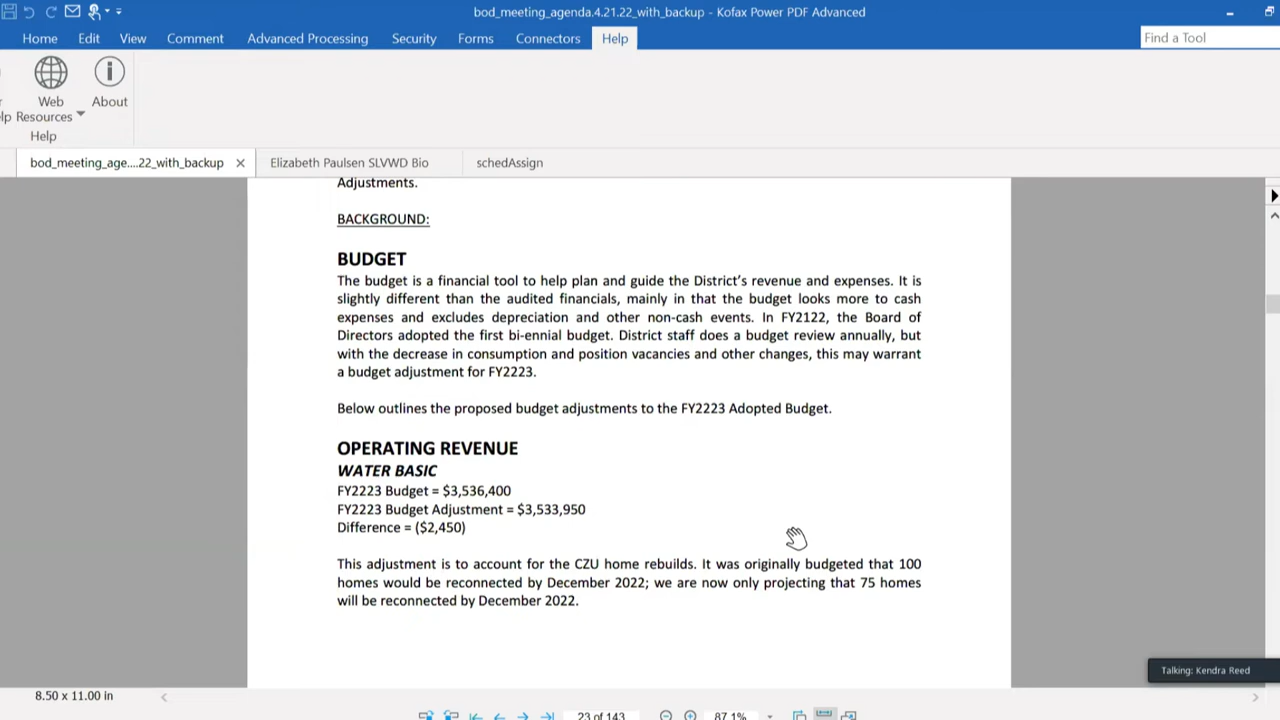 bod_meeting_agenda.4.21.22_with_backup - Kofax Power PDF Advanced
Home Edit View Comment Advanced Processing Security Forms Connectors Help
Find a Tool
Web About
Resources
Help
bod_meeting_age....22_with_backup Elizabeth Paulsen SLVWD Bio schedAssign
Adjustments.
BACKGROUND:
BUDGET
The budget is a financial tool to help plan and guide the District's revenue and expenses. It is
slightly different than the audited financials, mainly in that the budget looks more to cash
expenses and excludes depreciation and other non-cash events. In FY2122, the Board of
Directors adopted the first bi-ennial budget. District staff does a budget review annually, but
with the decrease in consumption and position vacancies and other changes, this may warrant
a budget adjustment for FY2223.
Below outlines the proposed budget adjustments to the FY2223 Adopted Budget.
OPERATING REVENUE
WATER BASIC
FY2223 Budget = $3,536,400
FY2223 Budget Adjustment = $3,533,950
Difference = ($2,450)
This adjustment is to account for the CZU home rebuilds. It was originally budgeted that 100
homes would be reconnected by December 2022; we are now only projecting that 75 homes
will be reconnected by December 2022.
Talking: Kendra Reed
8.50 x 11.00 in
23 of 143 87.1%